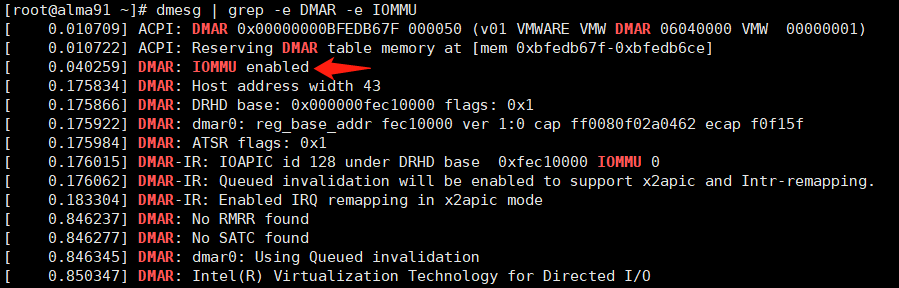 [root@alma91 ~]# dmesg | grep -e DMAR -e IOMMU
[    0.010709] ACPI: DMAR 0x00000000BFEDB67F 000050 (v01 VMWARE VMW DMAR 06040000 VMW  00000001)
[    0.010722] ACPI: Reserving DMAR table memory at [mem 0xbfedb67f-0xbfedb6ce]
[    0.040259] DMAR: IOMMU enabled
[    0.175834] DMAR: Host address width 43
[    0.175866] DMAR: DRHD base: 0x000000fec10000 flags: 0x1
[    0.175922] DMAR: dmar0: reg_base_addr fec10000 ver 1:0 cap ff0080f02a0462 ecap f0f15f
[    0.175984] DMAR: ATSR flags: 0x1
[    0.176015] DMAR-IR: IOAPIC id 128 under DRHD base  0xfec10000 IOMMU 0
[    0.176062] DMAR-IR: Queued invalidation will be enabled to support x2apic and Intr-remapping.
[    0.183304] DMAR-IR: Enabled IRQ remapping in x2apic mode
[    0.846237] DMAR: No RMRR found
[    0.846277] DMAR: No SATC found
[    0.846345] DMAR: dmar0: Using Queued invalidation
[    0.850347] DMAR: Intel(R) Virtualization Technology for Directed I/O